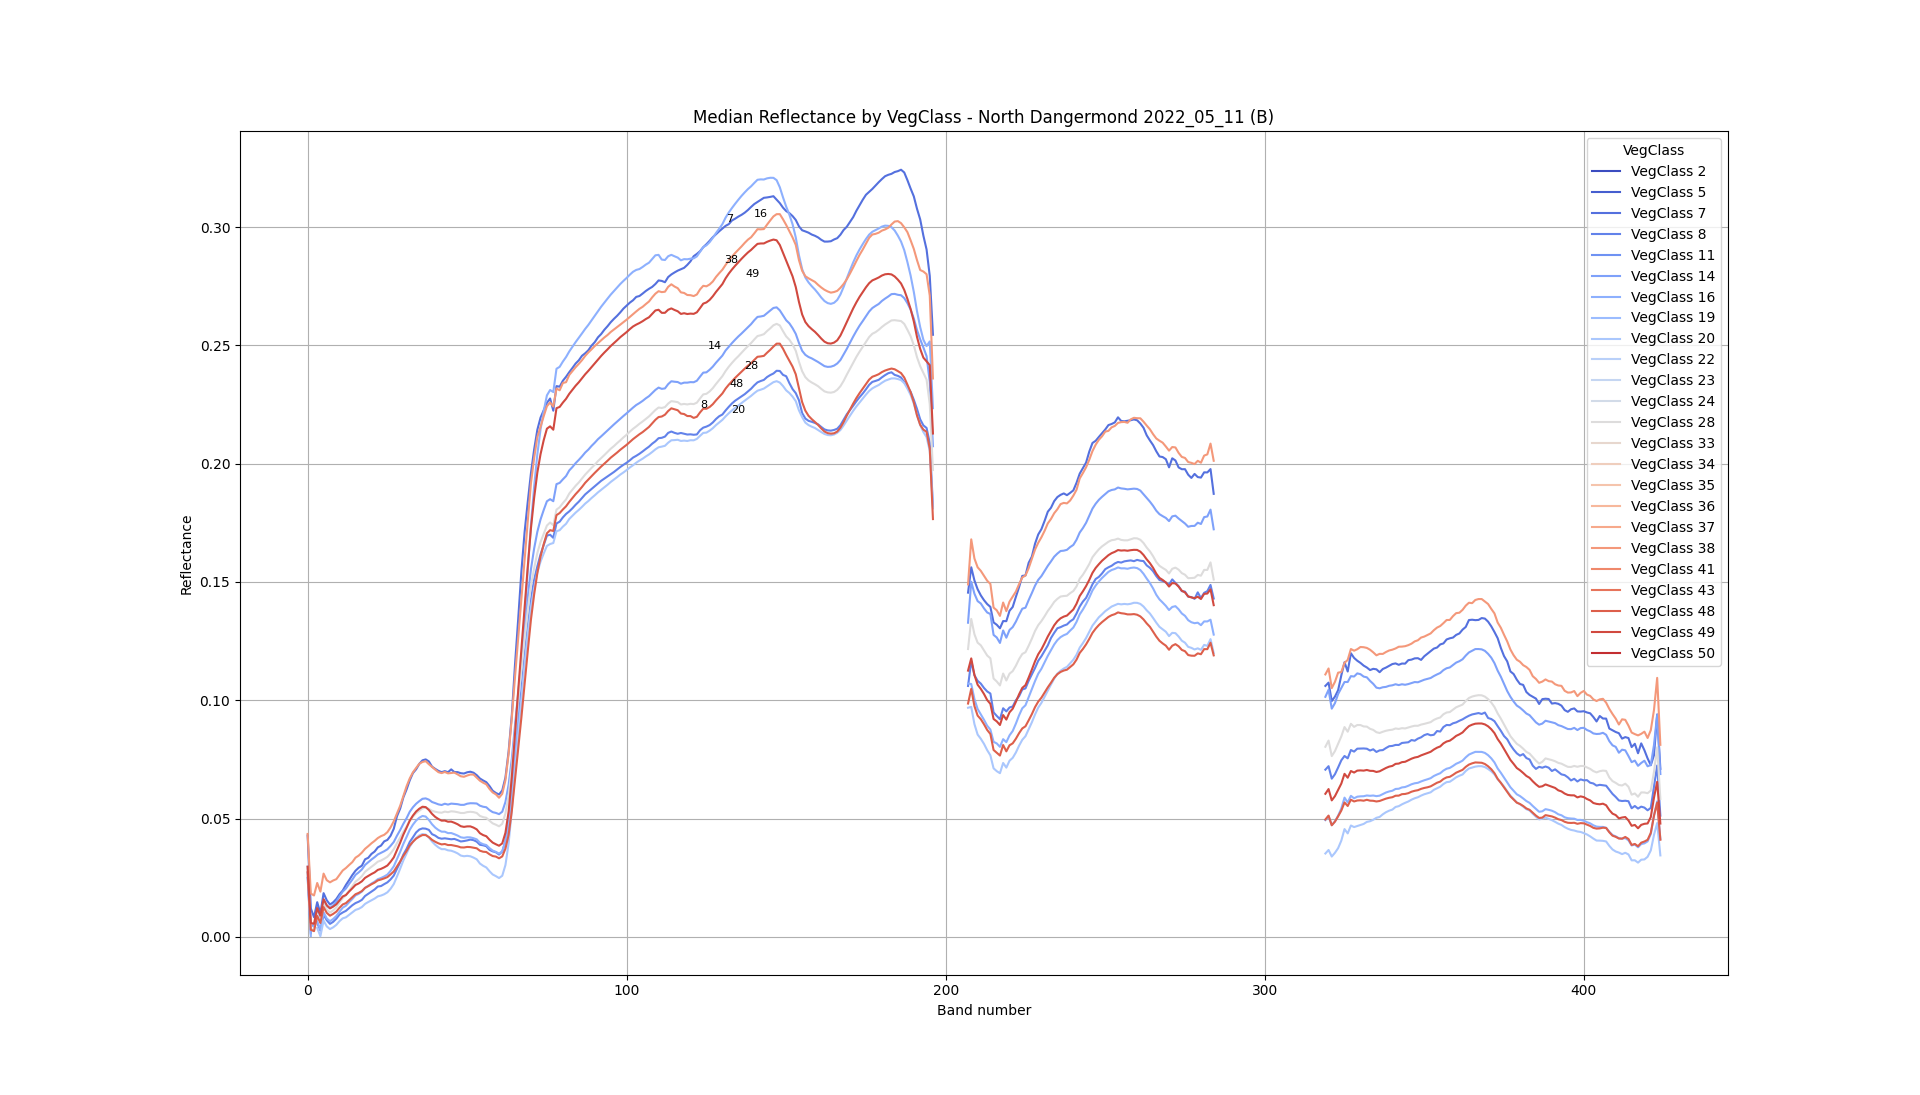 Median Reflectance by VegClass - North Dangermond 2022_05_11 (B)
VegClass
VegClass 2
VegClass 5
VegClass 7
VegClass 8
VegClass 11
VegClass 14
VegClass 16
VegClass 19
VegClass 20
VegClass 22
VegClass 23
VegClass 24
VegClass 28
VegClass 33
VegClass 34
VegClass 35
VegClass 36
VegClass 37
VegClass 38
VegClass 41
VegClass 43
VegClass 48
VegClass 49
VegClass 50
0.30
0.25
0.20
0.15
0.10
0.05
0.00
Reflectance
7
16
38
49
14
28
48
8
20
0
100
200
300
400
Band number